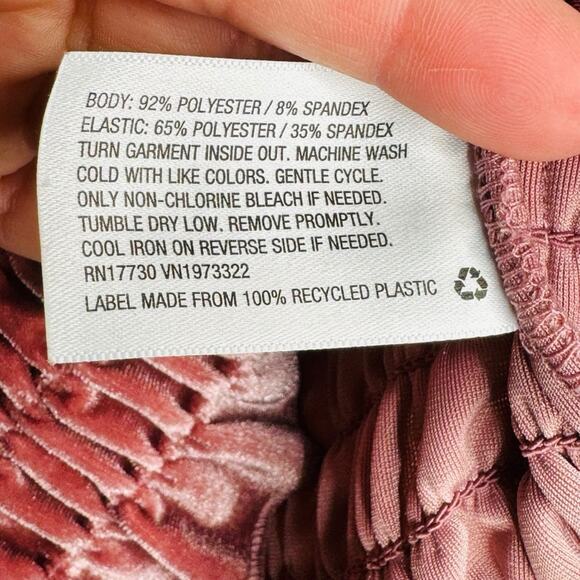 BODY: 92% POLYESTER / 8% SPANDEX
ELASTIC: 65% POLYESTER / 35% SPANDEX
TURN GARMENT INSIDE OUT. MACHINE WASH
COLD WITH LIKE COLORS. GENTLE CYCLE.
ONLY NON-CHLORINE BLEACH IF NEEDED.
TUMBLE DRY LOW. REMOVE PROMPTLY.
COOL IRON ON REVERSE SIDE IF NEEDED.
RN17730 VN1973322
LABEL MADE FROM 100% RECYCLED PLASTIC